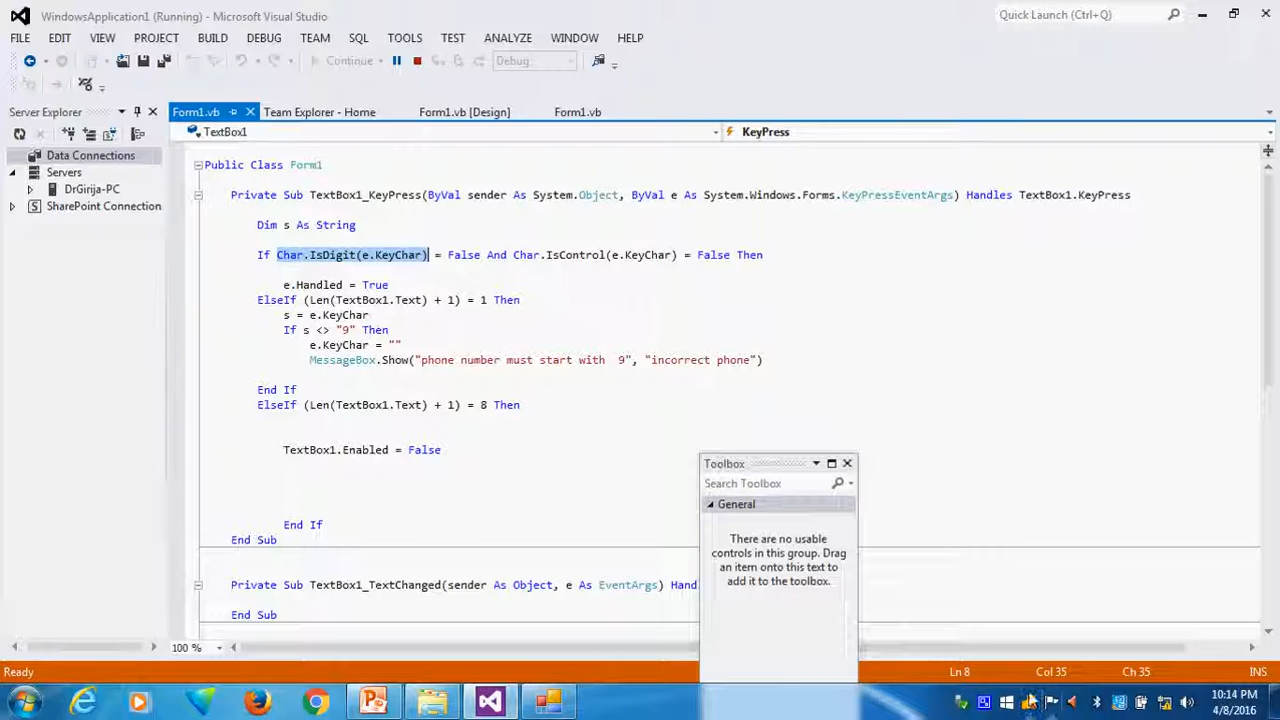 WindowsApplication1 (Running) - Microsoft Visual Studio
Quick Launch (Ctrl+Q)
FILE EDIT VIEW PROJECT BUILD DEBUG TEAM SQL TOOLS TEST ANALYZE WINDOW HELP
Continue Debug
Server Explorer
Form1.vb Team Explorer - Home Form1.vb [Design] Form1.vb
TextBox1 KeyPress
Data Connections
Servers
DrGirija-PC
SharePoint Connection
Public Class Form1
Private Sub TextBox1_KeyPress(ByVal sender As System.Object, ByVal e As System.Windows.Forms.KeyPressEventArgs) Handles TextBox1.KeyPress
Dim s As String
If Char.IsDigit(e.KeyChar) = False And Char.IsControl(e.KeyChar) = False Then
e.Handled = True
ElseIf (Len(TextBox1.Text) + 1) = 1 Then
s = e.KeyChar
If s <> "9" Then
e.KeyChar = ""
MessageBox.Show("phone number must start with  9", "incorrect phone")
End If
ElseIf (Len(TextBox1.Text) + 1) = 8 Then
TextBox1.Enabled = False
End If
End Sub
Private Sub TextBox1_TextChanged(sender As Object, e As EventArgs) Hand
End Sub
Toolbox
Search Toolbox
General
There are no usable
controls in this group. Drag
an item onto this text to
add it to the toolbox.
100 %
Ready Ln 8 Col 35 Ch 35 INS
10:14 PM
4/8/2016